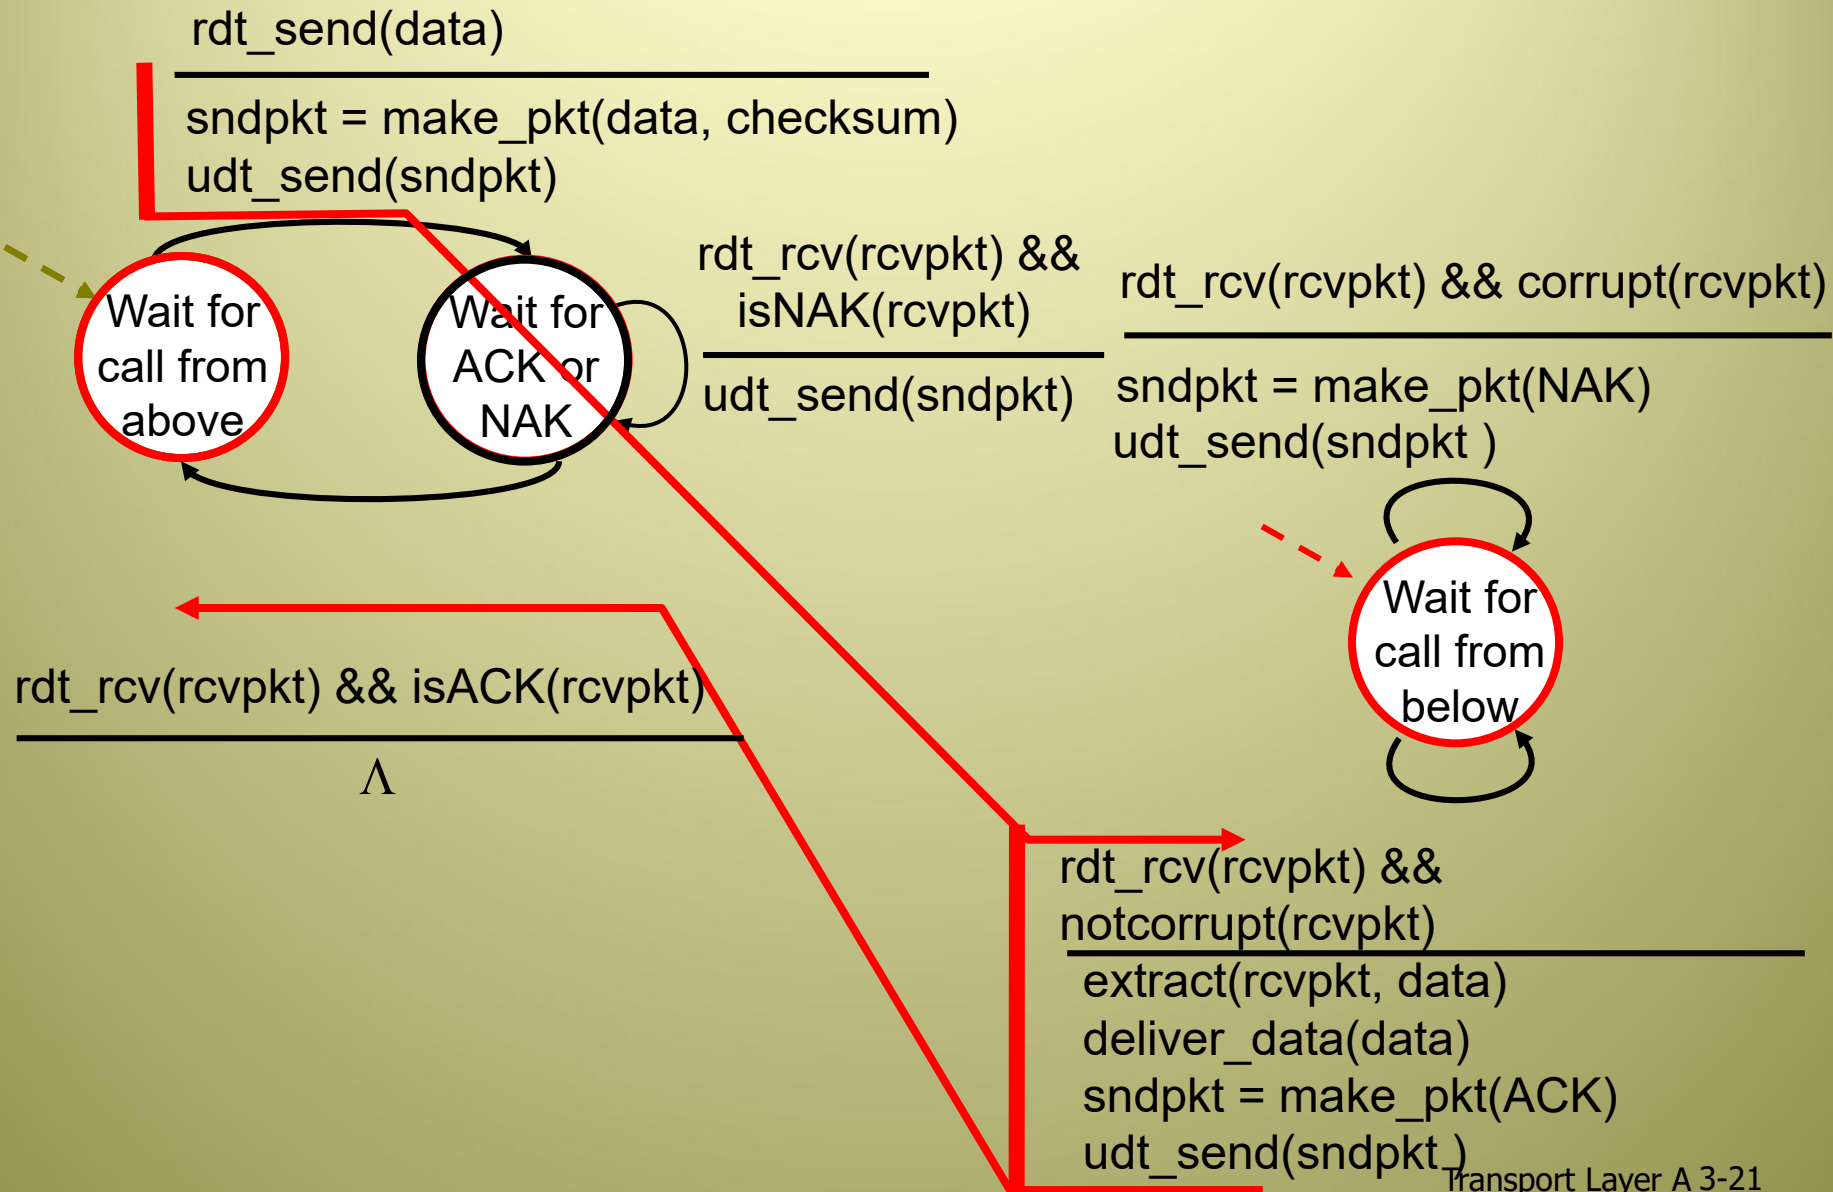 rdt_send(data)
sndpkt = make_pkt(data, checksum)
udt_send(sndpkt)
Wait for
call from
above
Wait for
ACK or
NAK
rdt_rcv(rcvpkt) &&
isNAK(rcvpkt)
udt_send(sndpkt)
rdt_rcv(rcvpkt) && corrupt(rcvpkt)
sndpkt = make_pkt(NAK)
udt_send(sndpkt )
Wait for
call from
below
rdt_rcv(rcvpkt) && isACK(rcvpkt)
Λ
rdt_rcv(rcvpkt) &&
notcorrupt(rcvpkt)
extract(rcvpkt, data)
deliver_data(data)
sndpkt = make_pkt(ACK)
udt_send(sndpkt )
Transport Layer A 3-21